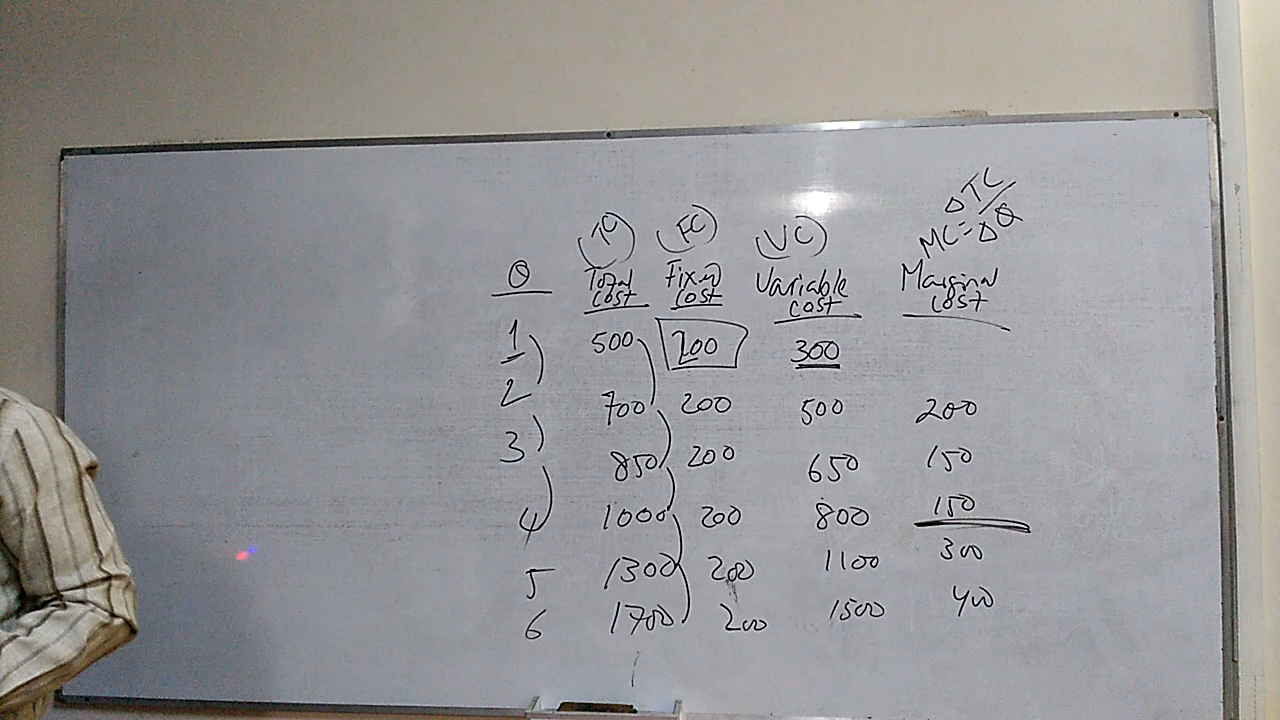 ΔTC/
MC=ΔQ
(TC) (FC) (VC)
Q Total Cost Fixed Cost Variable cost Marginal Cost
1 500 200 300
2 700 200 500 200
3 850 200 650 150
4 1000 200 800 150
5 1300 200 1100 300
6 1700 200 1500 400